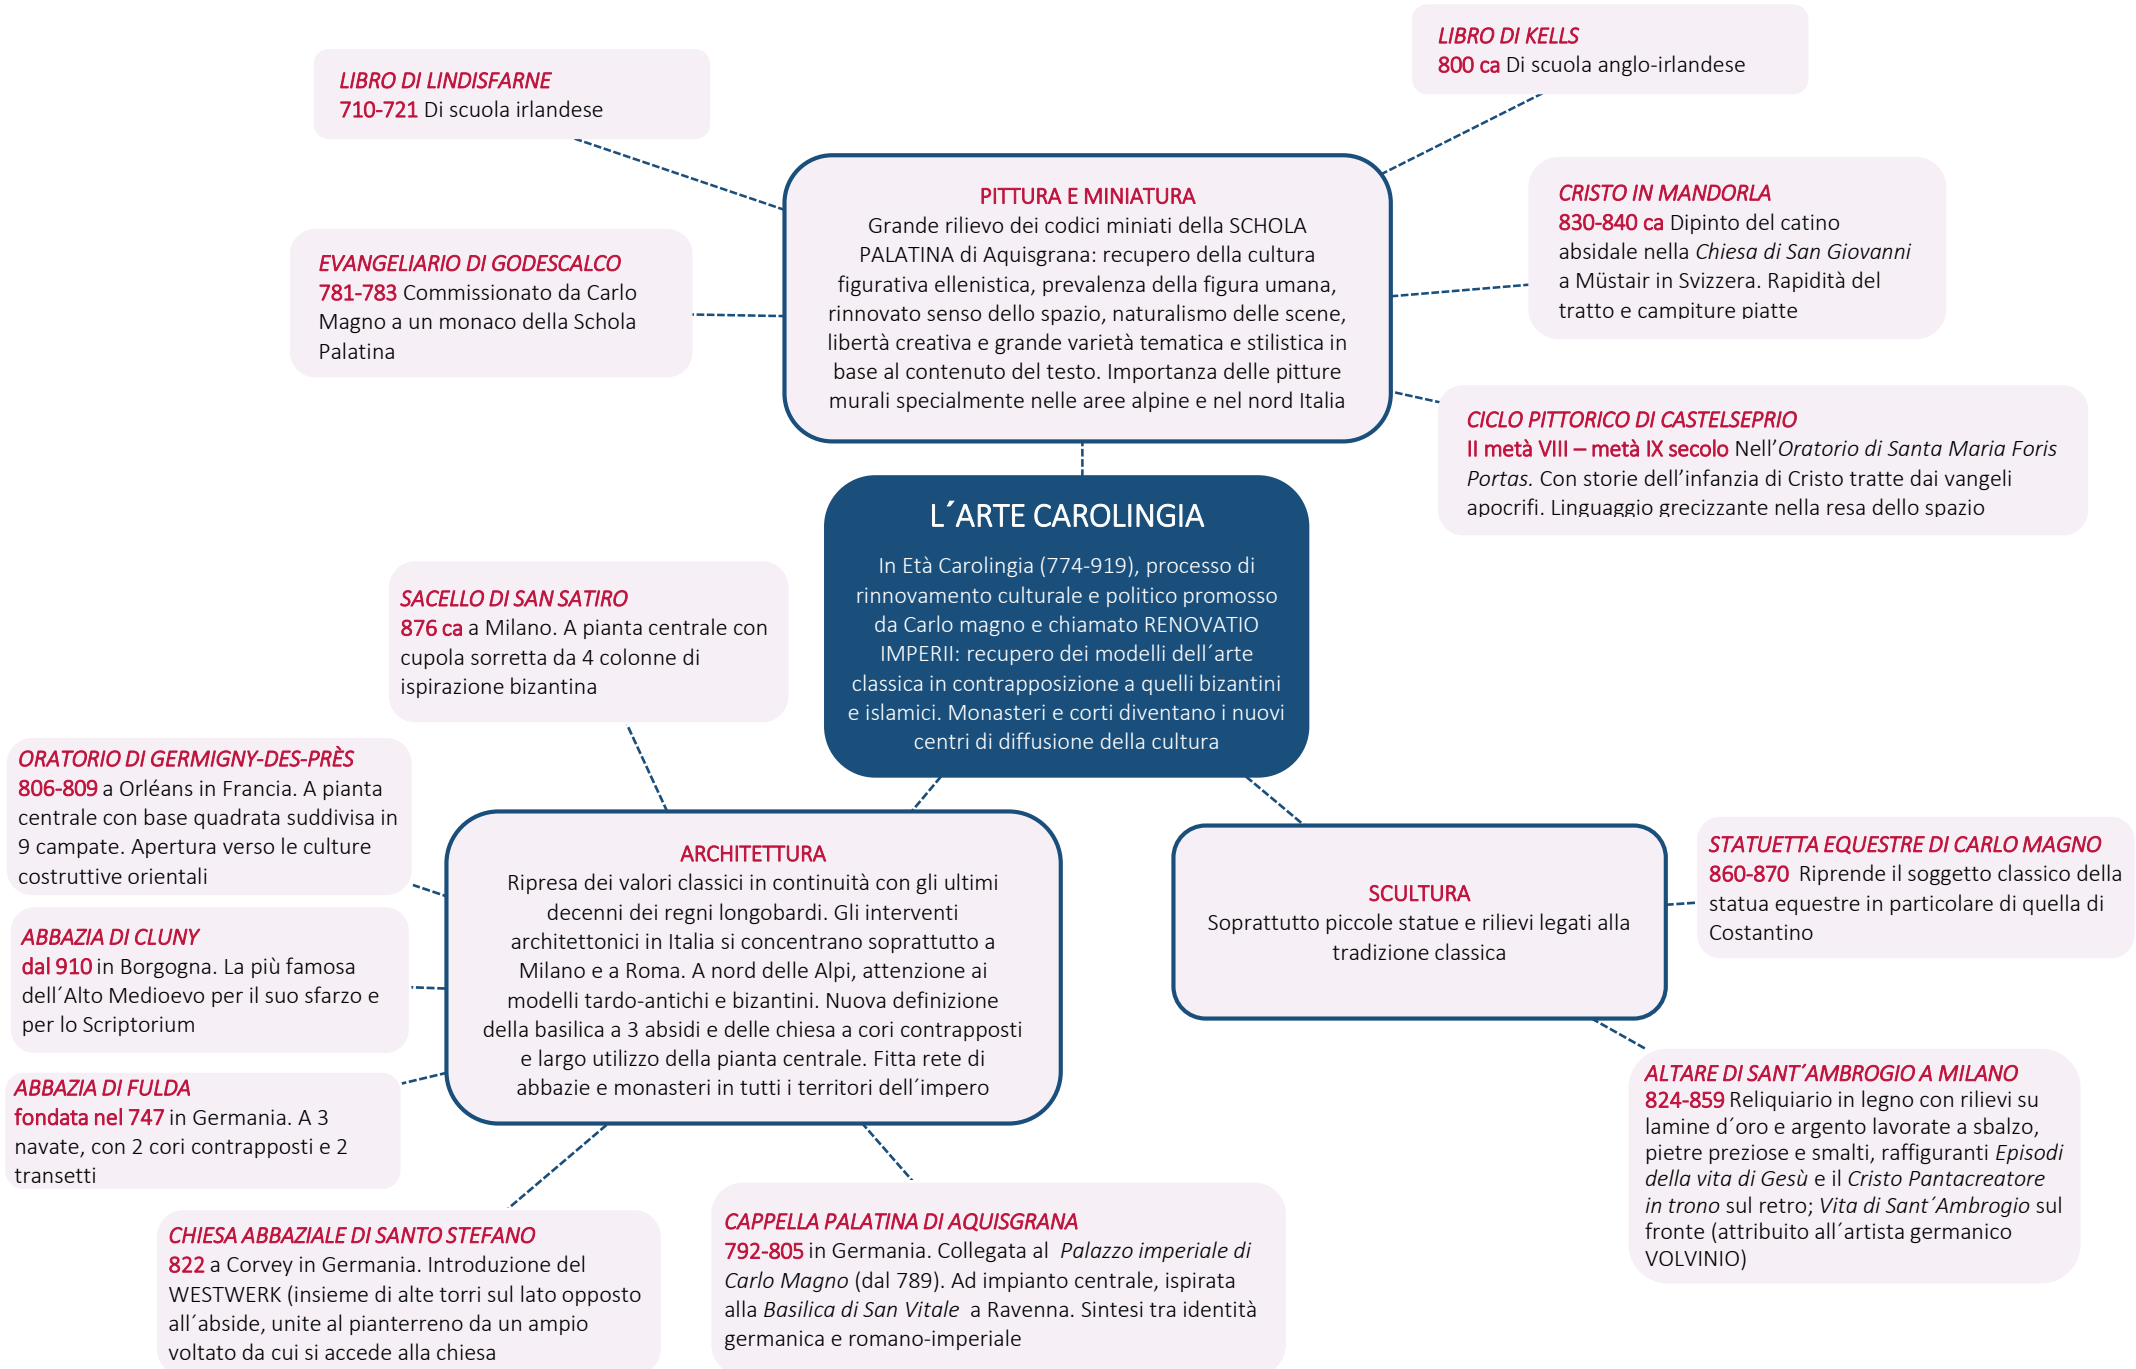 LIBRO DI LINDISFARNE
710-721 Di scuola irlandese
LIBRO DI KELLS
800 ca Di scuola anglo-irlandese
PITTURA E MINIATURA
Grande rilievo dei codici miniati della SCHOLA
PALATINA di Aquisgrana: recupero della cultura
figurativa ellenistica, prevalenza della figura umana,
rinnovato senso dello spazio, naturalismo delle scene,
libertà creativa e grande varietà tematica e stilistica in
base al contenuto del testo. Importanza delle pitture
murali specialmente nelle aree alpine e nel nord Italia
EVANGELIARIO DI GODESCALCO
781-783 Commissionato da Carlo
Magno a un monaco della Schola
Palatina
CRISTO IN MANDORLA
830-840 ca Dipinto del catino
absidale nella Chiesa di San Giovanni
a Müstair in Svizzera. Rapidità del
tratto e campiture piatte
CICLO PITTORICO DI CASTELSEPRIO
II metà VIII – metà IX secolo Nell’Oratorio di Santa Maria Foris
Portas. Con storie dell’infanzia di Cristo tratte dai vangeli
apocrifi. Linguaggio grecizzante nella resa dello spazio
L´ARTE CAROLINGIA
In Età Carolingia (774-919), processo di
rinnovamento culturale e politico promosso
da Carlo magno e chiamato RENOVATIO
IMPERII: recupero dei modelli dell´arte
classica in contrapposizione a quelli bizantini
e islamici. Monasteri e corti diventano i nuovi
centri di diffusione della cultura
SACELLO DI SAN SATIRO
876 ca a Milano. A pianta centrale con
cupola sorretta da 4 colonne di
ispirazione bizantina
ORATORIO DI GERMIGNY-DES-PRÈS
806-809 a Orléans in Francia. A pianta
centrale con base quadrata suddivisa in
9 campate. Apertura verso le culture
costruttive orientali
ARCHITETTURA
Ripresa dei valori classici in continuità con gli ultimi
decenni dei regni longobardi. Gli interventi
architettonici in Italia si concentrano soprattutto a
Milano e a Roma. A nord delle Alpi, attenzione ai
modelli tardo-antichi e bizantini. Nuova definizione
della basilica a 3 absidi e delle chiesa a cori contrapposti
e largo utilizzo della pianta centrale. Fitta rete di
abbazie e monasteri in tutti i territori dell´impero
SCULTURA
Soprattutto piccole statue e rilievi legati alla
tradizione classica
STATUETTA EQUESTRE DI CARLO MAGNO
860-870 Riprende il soggetto classico della
statua equestre in particolare di quella di
Costantino
ABBAZIA DI CLUNY
dal 910 in Borgogna. La più famosa
dell´Alto Medioevo per il suo sfarzo e
per lo Scriptorium
ABBAZIA DI FULDA
fondata nel 747 in Germania. A 3
navate, con 2 cori contrapposti e 2
transetti
ALTARE DI SANT´AMBROGIO A MILANO
824-859 Reliquiario in legno con rilievi su
lamine d´oro e argento lavorate a sbalzo,
pietre preziose e smalti, raffiguranti Episodi
della vita di Gesù e il Cristo Pantacreatore
in trono sul retro; Vita di Sant´Ambrogio sul
fronte (attribuito all´artista germanico
VOLVINIO)
CHIESA ABBAZIALE DI SANTO STEFANO
822 a Corvey in Germania. Introduzione del
WESTWERK (insieme di alte torri sul lato opposto
all´abside, unite al pianterreno da un ampio
voltato da cui si accede alla chiesa
CAPPELLA PALATINA DI AQUISGRANA
792-805 in Germania. Collegata al Palazzo imperiale di
Carlo Magno (dal 789). Ad impianto centrale, ispirata
alla Basilica di San Vitale a Ravenna. Sintesi tra identità
germanica e romano-imperiale